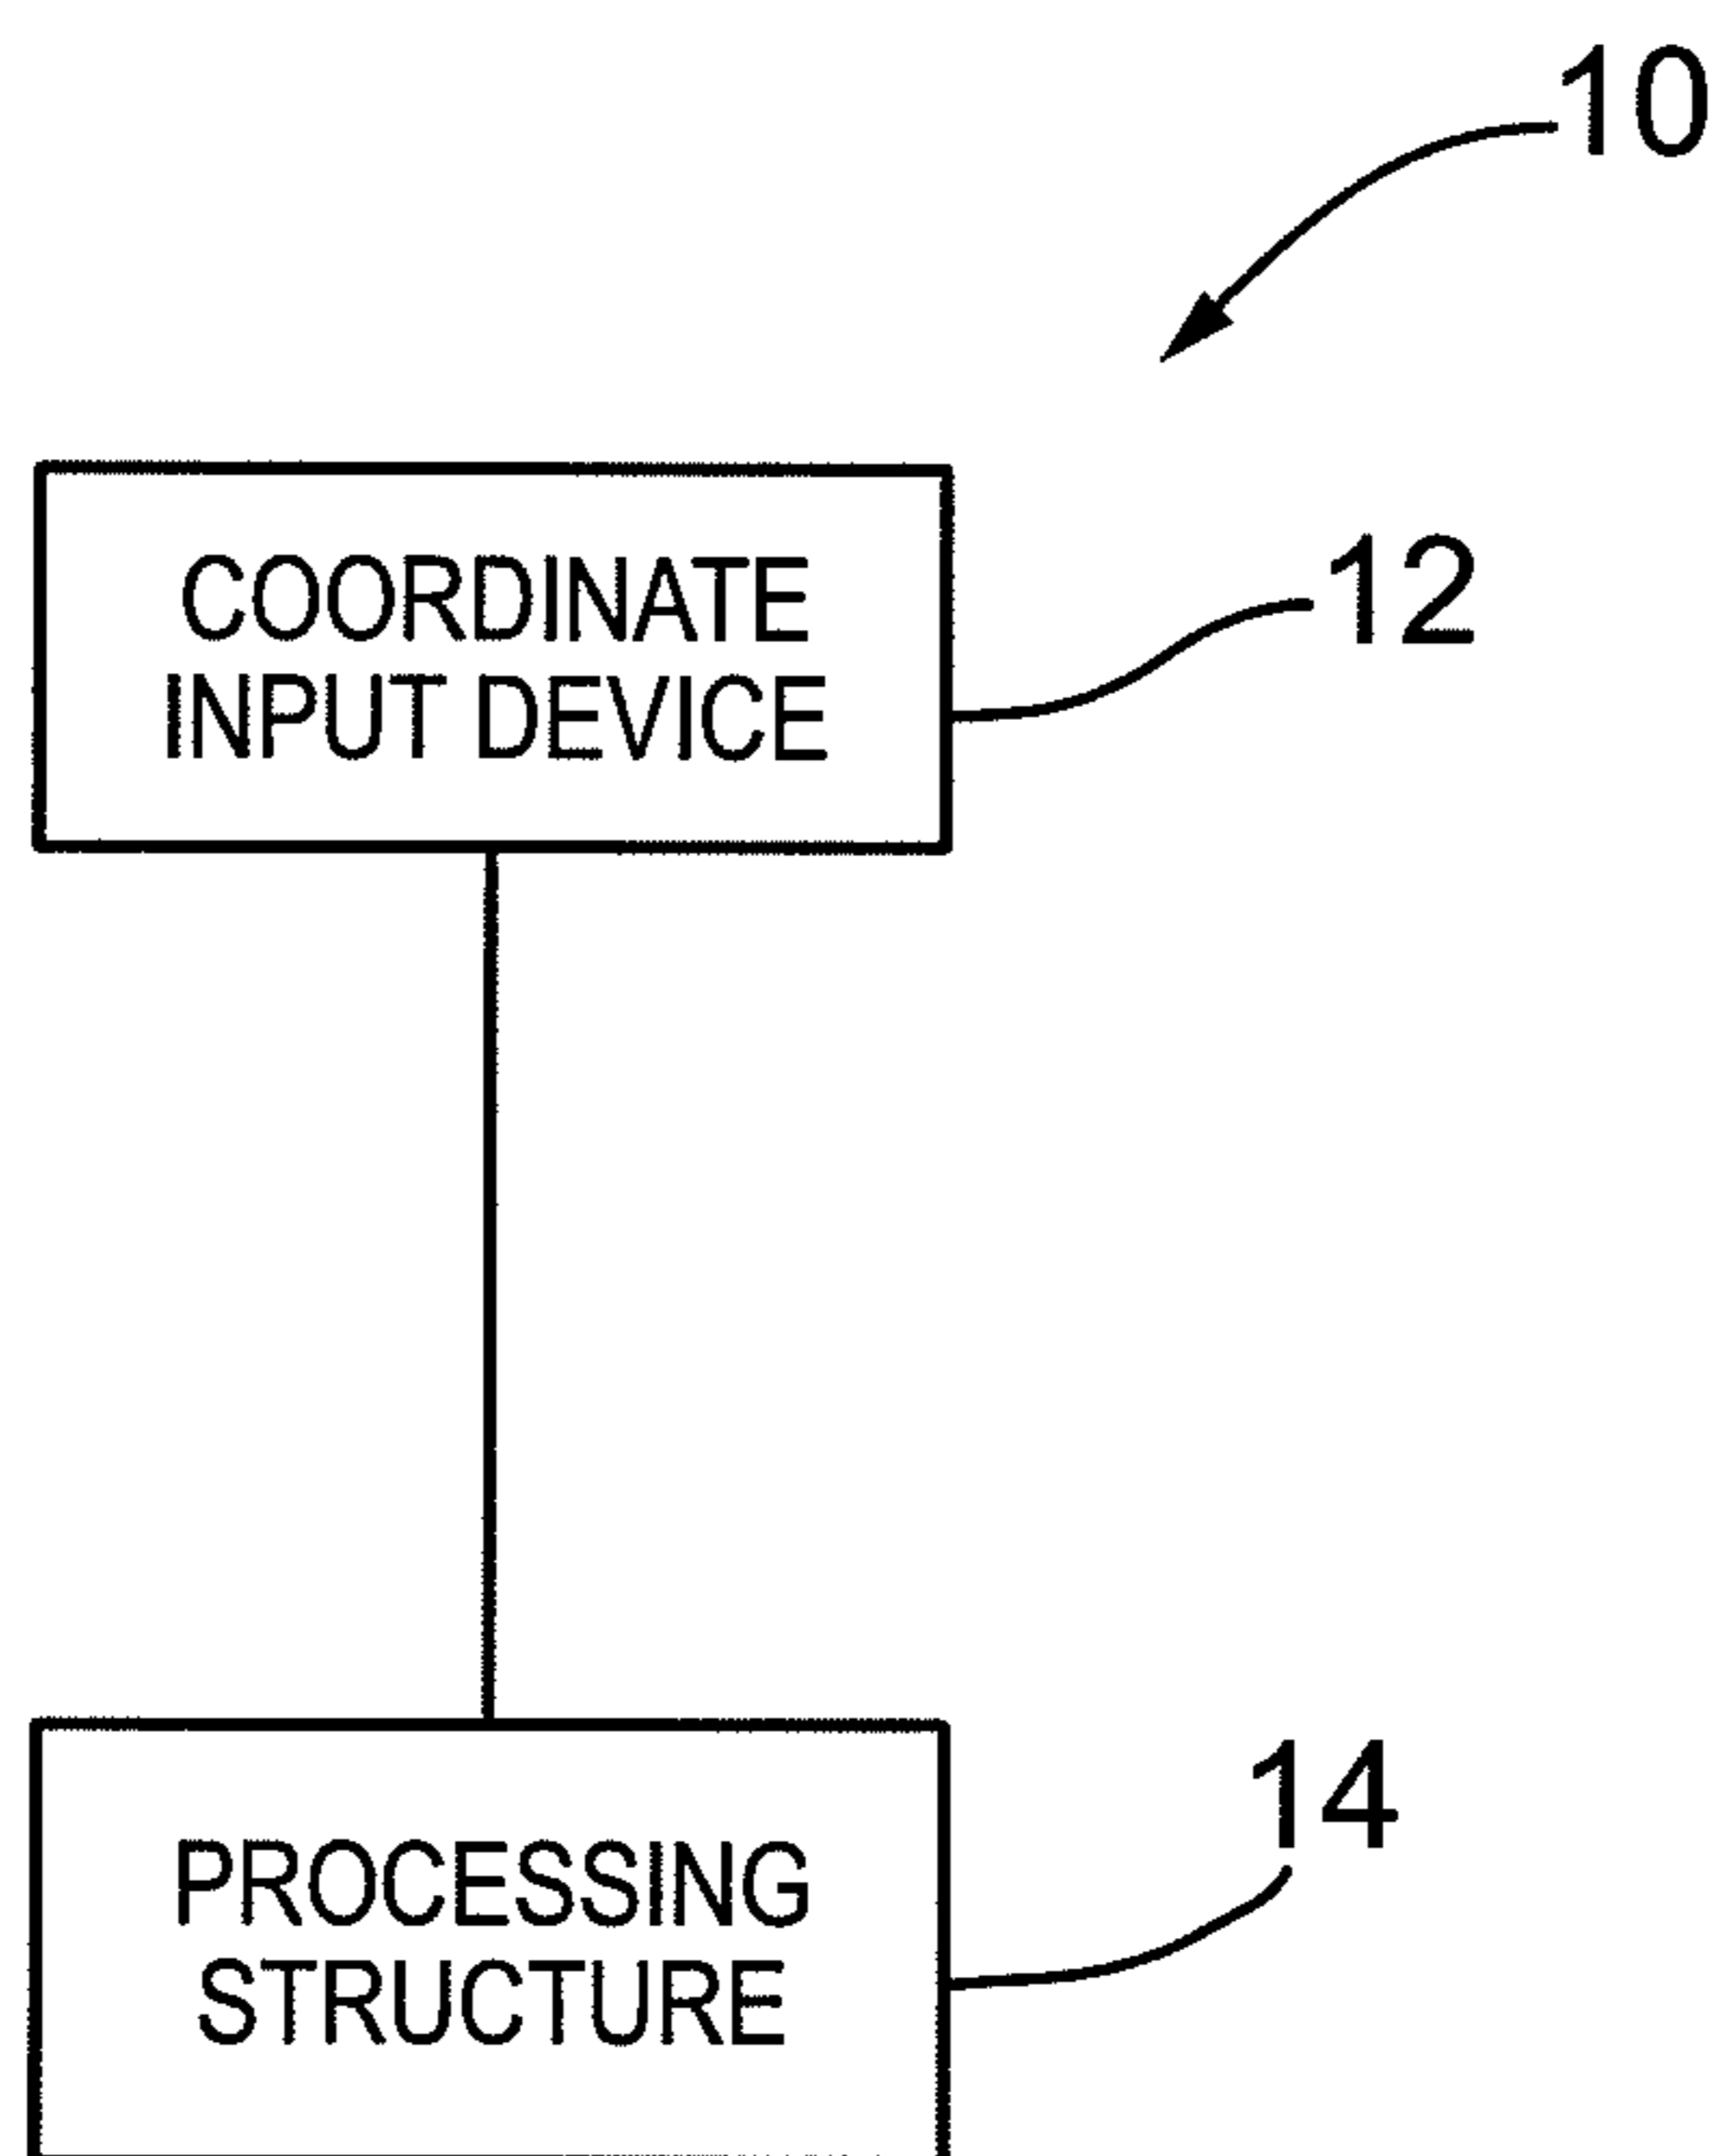 10
COORDINATE
INPUT DEVICE
12
PROCESSING
STRUCTURE
14